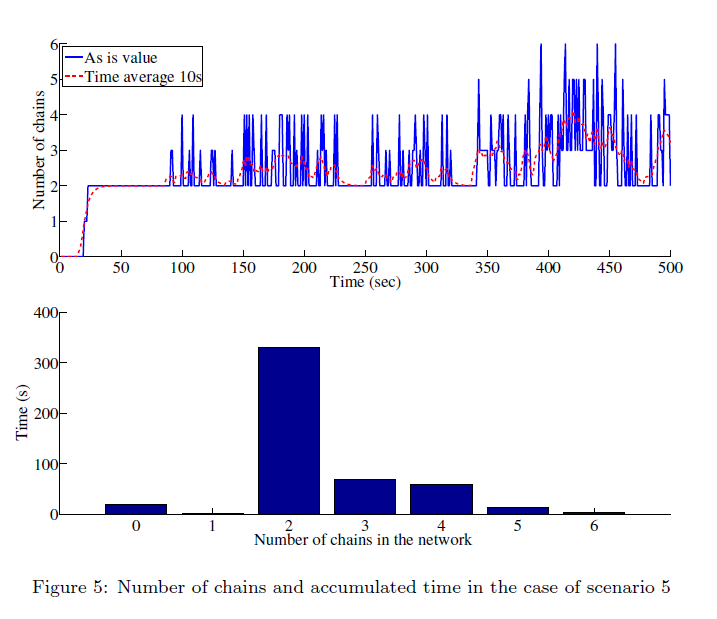 6
5
4
3
2
1
0
Number of chains
As is value
Time average 10s
0 50 100 150 200 250 300 350 400 450 500
Time (sec)
400
300
200
100
0
Time (s)
0 1 2 3 4 5 6
Number of chains in the network
Figure 5: Number of chains and accumulated time in the case of scenario 5